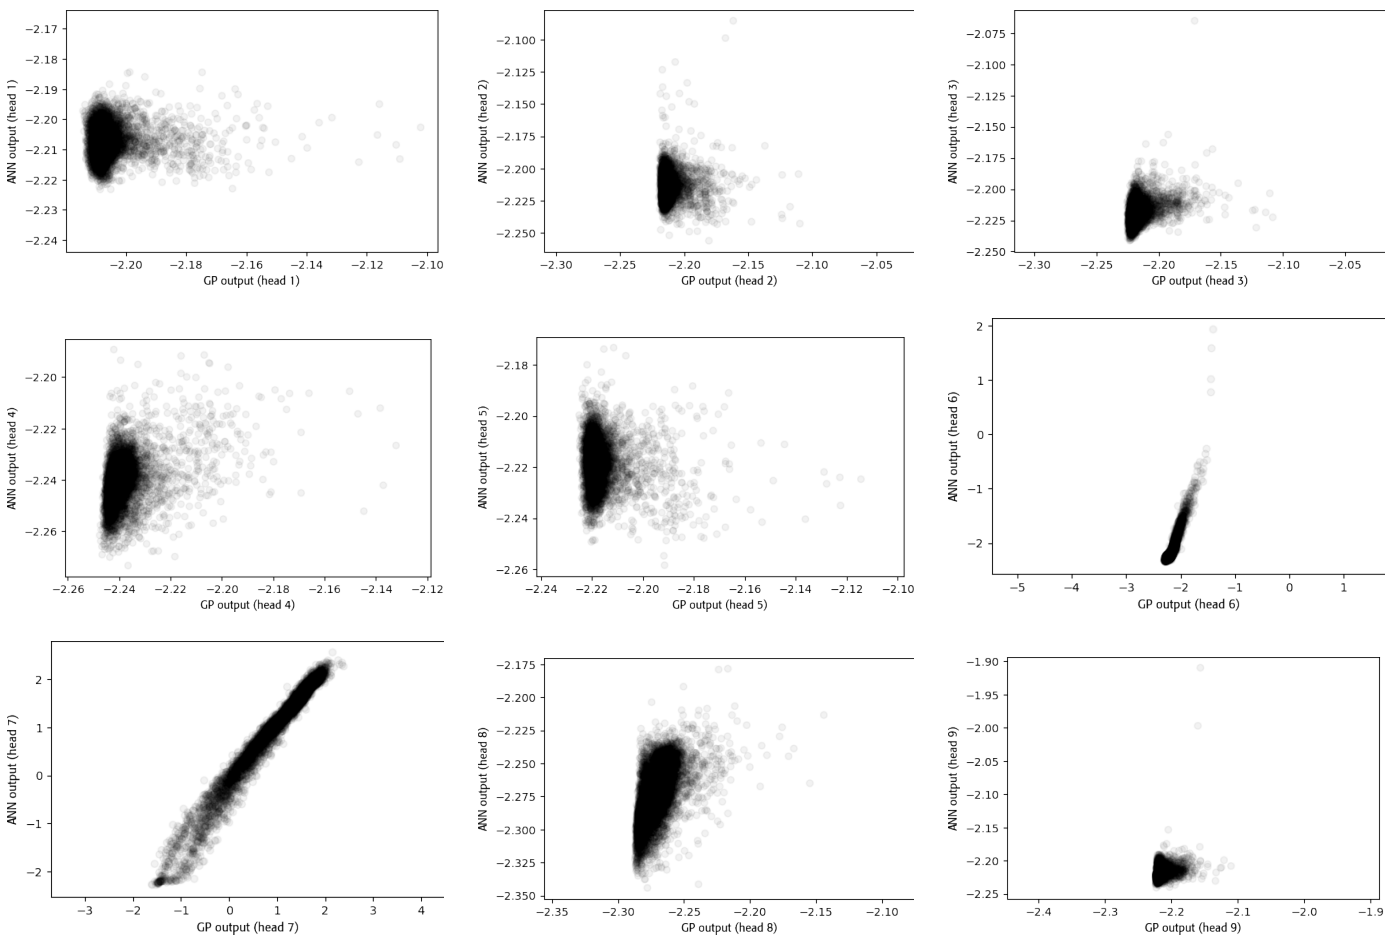 ANN output (head 1)
−2.17
−2.18
−2.19
−2.20
−2.21
−2.22
−2.23
−2.24
−2.20 −2.18 −2.16 −2.14 −2.12 −2.10
GP output (head 1)
ANN output (head 2)
−2.100
−2.125
−2.150
−2.175
−2.200
−2.225
−2.250
−2.30 −2.25 −2.20 −2.15 −2.10 −2.05
GP output (head 2)
ANN output (head 3)
−2.075
−2.100
−2.125
−2.150
−2.175
−2.200
−2.225
−2.250
−2.30 −2.25 −2.20 −2.15 −2.10 −2.05
GP output (head 3)
ANN output (head 4)
−2.20
−2.22
−2.24
−2.26
−2.26 −2.24 −2.22 −2.20 −2.18 −2.16 −2.14 −2.12
GP output (head 4)
ANN output (head 5)
−2.18
−2.20
−2.22
−2.24
−2.26
−2.24 −2.22 −2.20 −2.18 −2.16 −2.14 −2.12 −2.10
GP output (head 5)
ANN output (head 6)
2
1
0
−1
−2
−5 −4 −3 −2 −1 0 1
GP output (head 6)
ANN output (head 7)
2
1
0
−1
−2
−3 −2 −1 0 1 2 3 4
GP output (head 7)
ANN output (head 8)
−2.175
−2.200
−2.225
−2.250
−2.275
−2.300
−2.325
−2.350
−2.35 −2.30 −2.25 −2.20 −2.15 −2.10
GP output (head 8)
ANN output (head 9)
−1.90
−1.95
−2.00
−2.05
−2.10
−2.15
−2.20
−2.25
−2.4 −2.3 −2.2 −2.1 −2.0 −1.9
GP output (head 9)